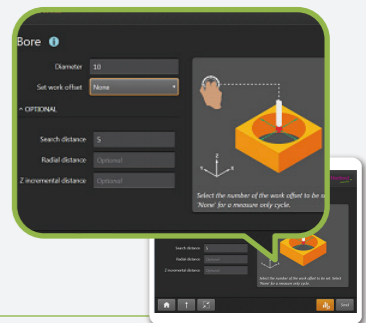 Bore
Diameter 10
Set work offset None
^ OPTIONAL
Search distance 5
Radial distance Optional
Z incremental distance Optional
Select the number of the work offset to be s
'None' for a measure only cycle.
Z
Y
X
Search distance 5
Radial distance Optional
Z incremental distance Optional
Select the number of the work offset to be set. Select
'None' for a measure only cycle.